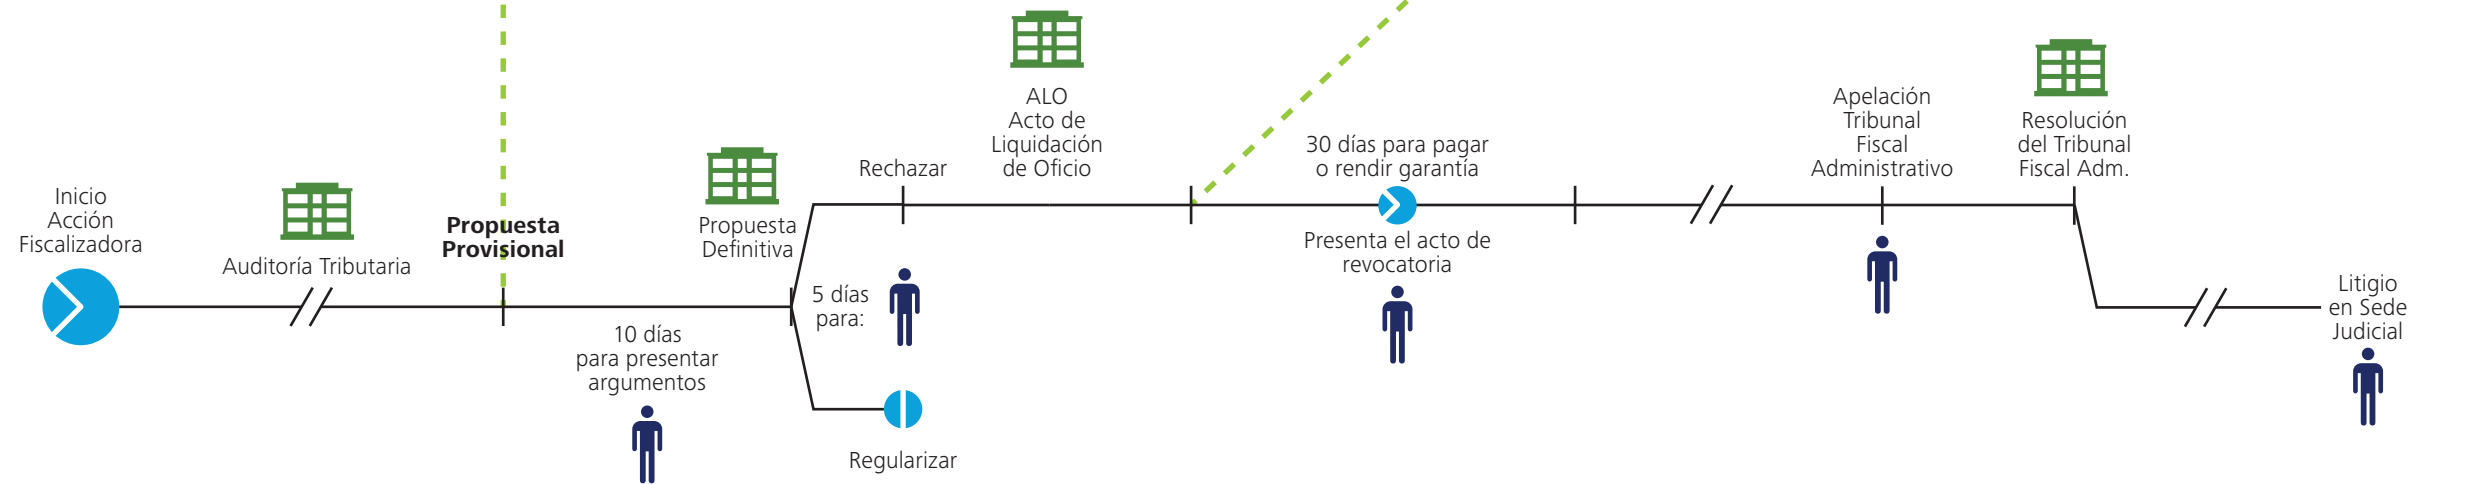 Inicio
Acción
Fiscalizadora
Auditoría Tributaria
Propuesta
Provisional
10 días
para presentar
argumentos
Propuesta
Definitiva
5 días
para:
Rechazar
Regularizar
ALO
Acto de
Liquidación
de Oficio
30 días para pagar
o rendir garantía
Presenta el acto de
revocatoria
Apelación
Tribunal
Fiscal
Administrativo
Resolución
del Tribunal
Fiscal Adm.
Litigio
en Sede
Judicial